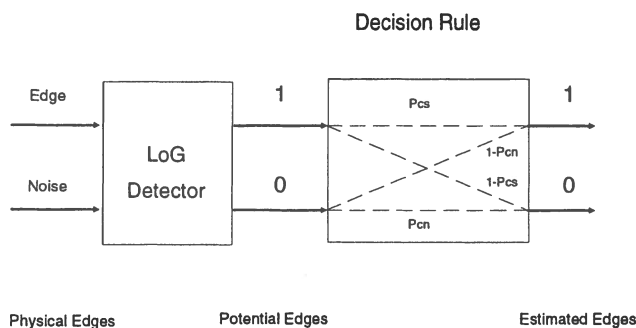 Decision Rule
Edge
1
Pcs
1
LoG
Detector
1-Pcn
Noise
0
1-Pcs
0
Pcn
Physical Edges
Potential Edges
Estimated Edges